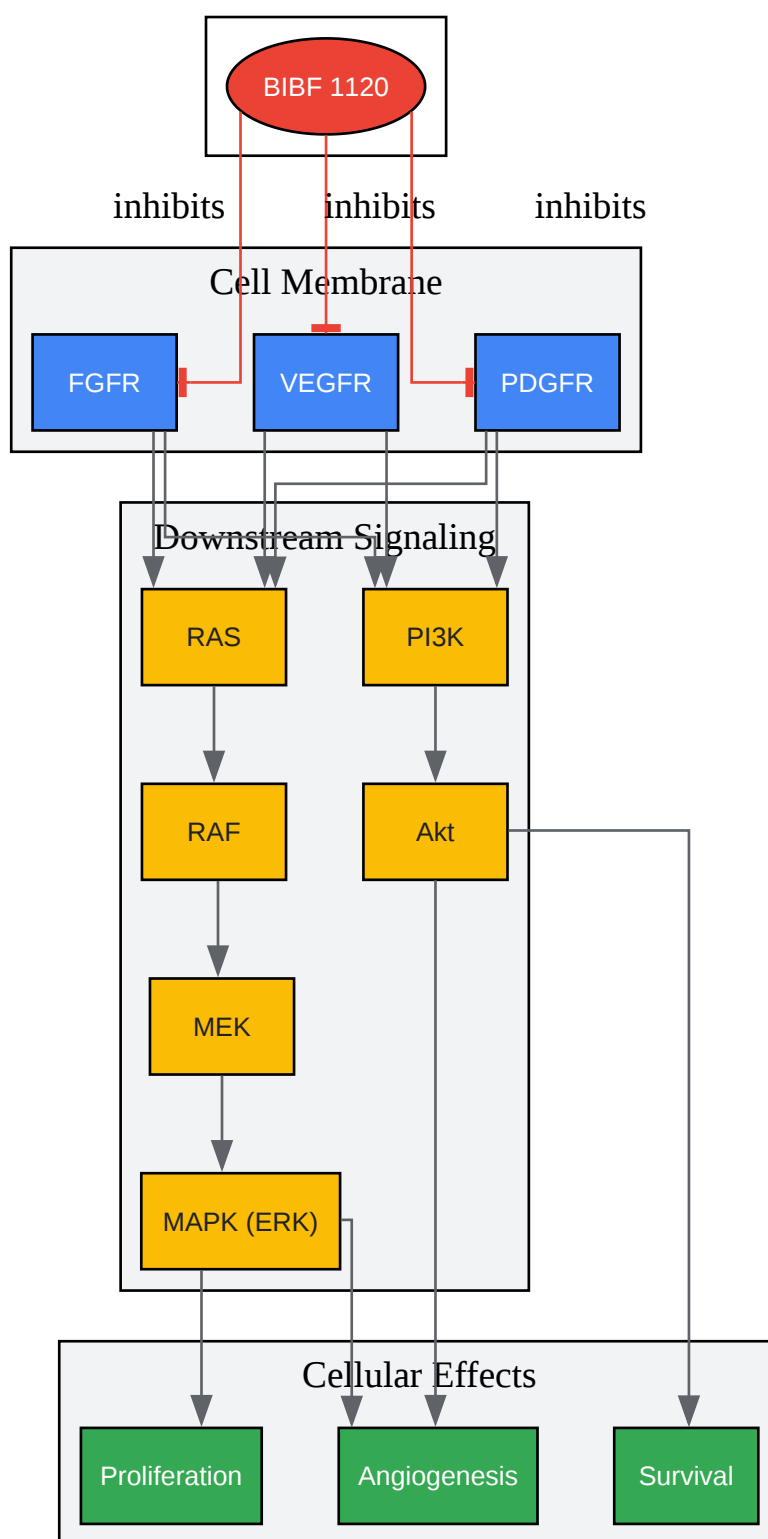 BIBF 1120
inhibits
inhibits
inhibits
Cell Membrane
FGFR
VEGFR
PDGFR
Downstream Signaling
RAS
PI3K
RAF
Akt
MEK
MAPK (ERK)
Cellular Effects
Proliferation
Angiogenesis
Survival